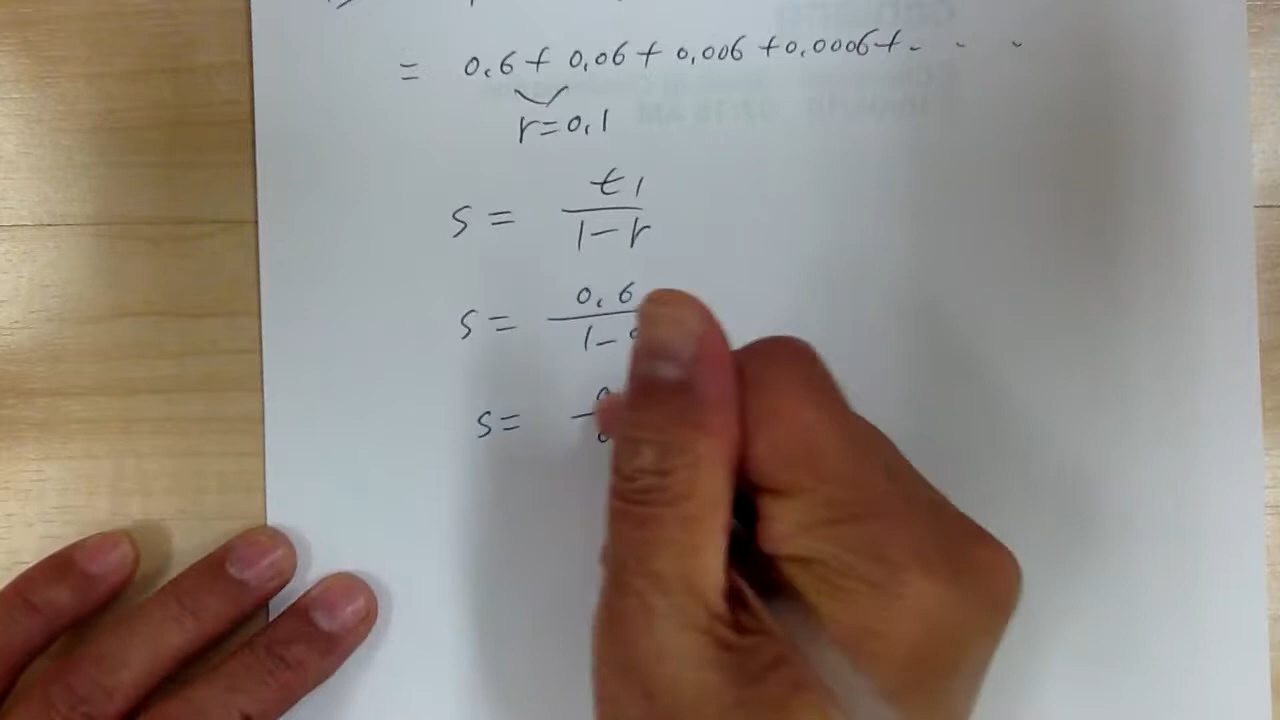 = 0.6 + 0.06 + 0.006 + 0.0006 + . . .
r = 0.1
s = t1 / 1 - r
s = 0.6 / 1 -
s =